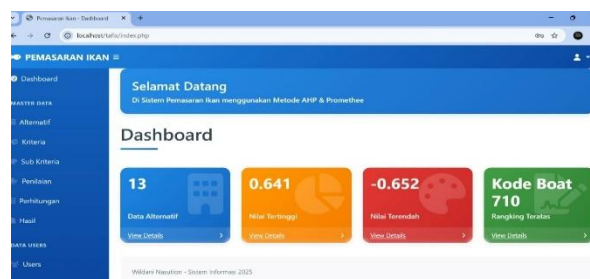 Pemasaran Ikan - Dashboard
localhost/tafix/index.php
PEMASARAN IKAN
Selamat Datang
Di Sistem Pemasaran Ikan menggunakan Metode AHP & Promethee
Dashboard
MASTER DATA
Alternatif
Kriteria
Sub Kriteria
Penilaian
Perhitungan
Hasil
DATA USERS
Users
Dashboard
13
Data Alternatif
View Details
0.641
Nilai Tertinggi
View Details
-0.652
Nilai Terendah
View Details
Kode Boat
710
Rangking Teratas
View Details
Wildani Nasution - Sistem Informasi 2025